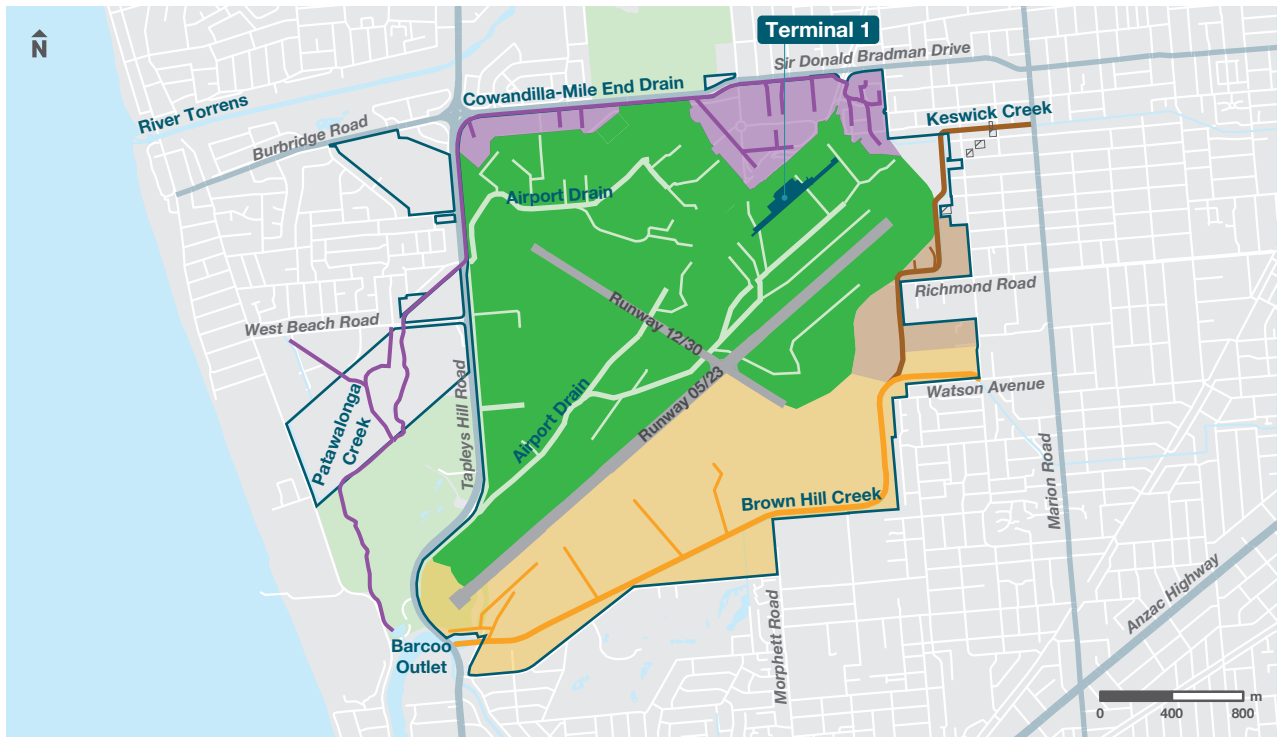 N
Terminal 1
Sir Donald Bradman Drive
Cowandilla-Mile End Drain
River Torrens
Keswick Creek
Burbridge Road
Airport Drain
Richmond Road
Runway 12/30
West Beach Road
Watson Avenue
Runway 05/23
Tapleys Hill Road
Airport Drain
Patawalonga
Creek
Marion Road
Brown Hill Creek
Anzac Highway
Morphett Road
Barcoo
Outlet
m
0
400
800